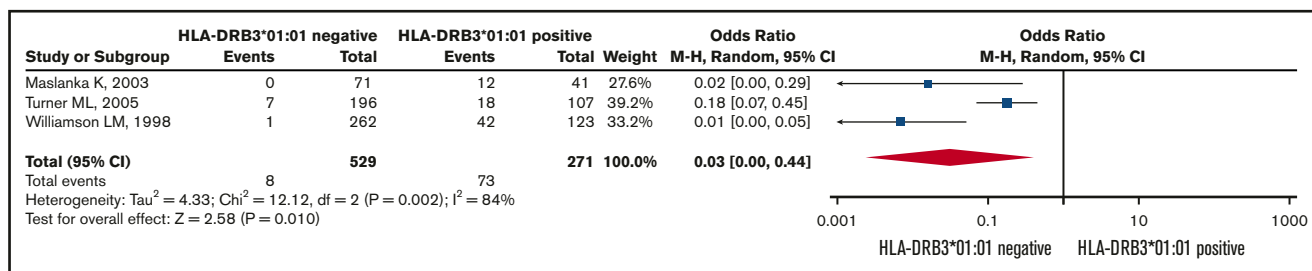 HLA-DRB3*01:01 negative HLA-DRB3*01:01 positive Odds Ratio Odds Ratio
Study or Subgroup Events Total Events Total Weight M-H, Random, 95% CI M-H, Random, 95% CI
Maslanka K, 2003 0 71 12 41 27.6% 0.02 [0.00, 0.29]
Turner ML, 2005 7 196 18 107 39.2% 0.18 [0.07, 0.45]
Williamson LM, 1998 1 262 42 123 33.2% 0.01 [0.00, 0.05]
Total (95% CI) 529 271 100.0% 0.03 [0.00, 0.44]
Total events 8 73
Heterogeneity: Tau² = 4.33; Chi² = 12.12, df = 2 (P = 0.002); I² = 84%
Test for overall effect: Z = 2.58 (P = 0.010)
0.001 0.1 10 1000
HLA-DRB3*01:01 negative HLA-DRB3*01:01 positive